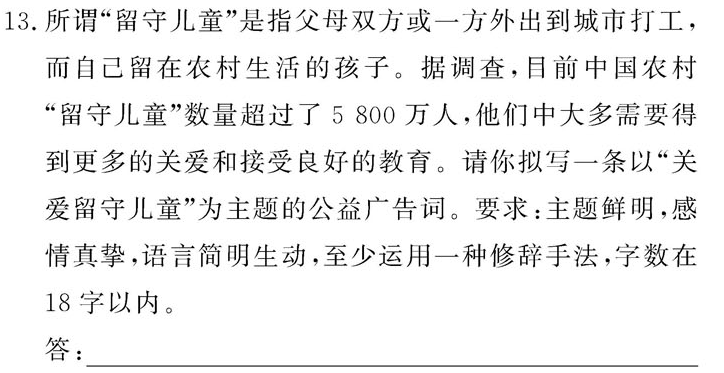 13. 所谓“留守儿童”是指父母双方或一方外出到城市打工，
而自己留在农村生活的孩子。据调查，目前中国农村
“留守儿童”数量超过了 5 800 万人，他们中大多需要得
到更多的关爱和接受良好的教育。请你拟写一条以“关
爱留守儿童”为主题的公益广告词。要求：主题鲜明，感
情真挚，语言简明生动，至少运用一种修辞手法，字数在
18 字以内。
答：